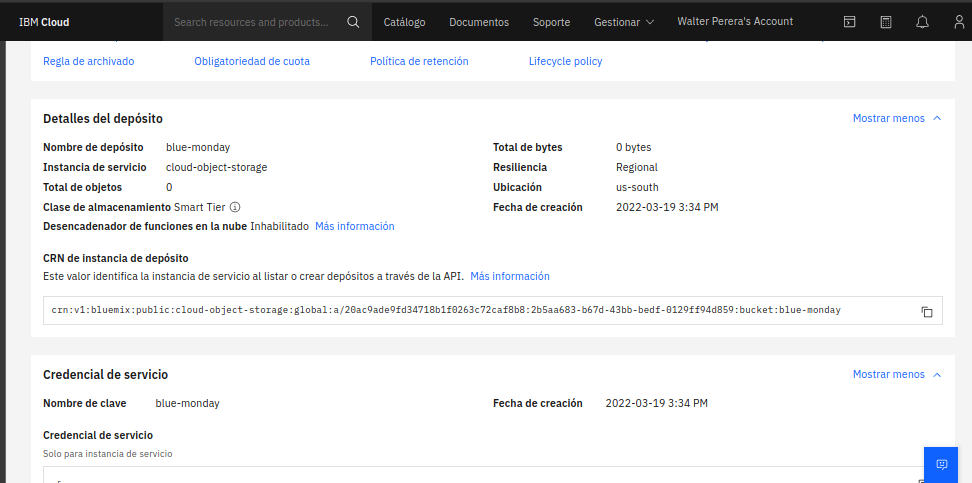 IBM Cloud Search resources and products... Catálogo Documentos Soporte Gestionar Walter Perera's Account
Regla de archivado Obligatoriedad de cuota Política de retención Lifecycle policy
Detalles del depósito Mostrar menos
Nombre de depósito blue-monday Total de bytes 0 bytes
Instancia de servicio cloud-object-storage Resiliencia Regional
Total de objetos 0 Ubicación us-south
Clase de almacenamiento Smart Tier Fecha de creación 2022-03-19 3:34 PM
Desencadenador de funciones en la nube Inhabilitado Más información
CRN de instancia de depósito
Este valor identifica la instancia de servicio al listar o crear depósitos a través de la API. Más información
crn:v1:bluemix:public:cloud-object-storage:global:a/20ac9ade9fd34718b1f0263c72caf8b8:2b5aa683-b67d-43bb-bedf-0129ff94d859:bucket:blue-monday
Credencial de servicio Mostrar menos
Nombre de clave blue-monday Fecha de creación 2022-03-19 3:34 PM
Credencial de servicio
Solo para instancia de servicio